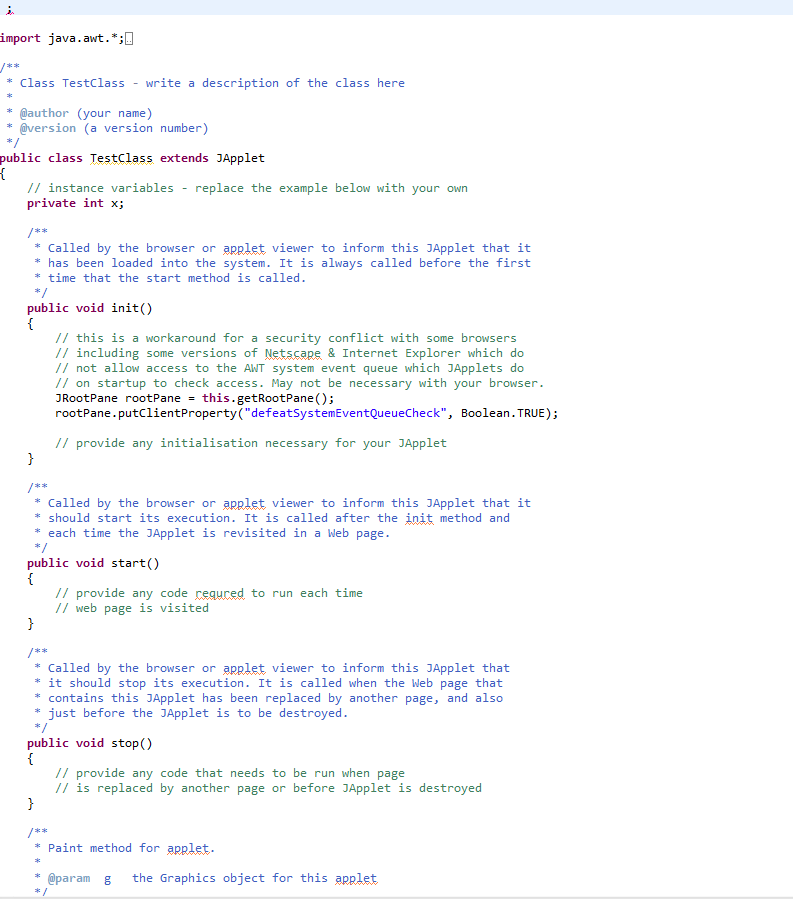 ;
import java.awt.*;
/**
 * Class TestClass - write a description of the class here
 *
 * @author (your name)
 * @version (a version number)
 */
public class TestClass extends JApplet
{
    // instance variables - replace the example below with your own
    private int x;
    /**
     * Called by the browser or applet viewer to inform this JApplet that it
     * has been loaded into the system. It is always called before the first
     * time that the start method is called.
     */
    public void init()
    {
        // this is a workaround for a security conflict with some browsers
        // including some versions of Netscape & Internet Explorer which do
        // not allow access to the AWT system event queue which JApplets do
        // on startup to check access. May not be necessary with your browser.
        JRootPane rootPane = this.getRootPane();
        rootPane.putClientProperty("defeatSystemEventQueueCheck", Boolean.TRUE);
        // provide any initialisation necessary for your JApplet
    }
    /**
     * Called by the browser or applet viewer to inform this JApplet that it
     * should start its execution. It is called after the init method and
     * each time the JApplet is revisited in a Web page.
     */
    public void start()
    {
        // provide any code requred to run each time
        // web page is visited
    }
    /**
     * Called by the browser or applet viewer to inform this JApplet that
     * it should stop its execution. It is called when the Web page that
     * contains this JApplet has been replaced by another page, and also
     * just before the JApplet is to be destroyed.
     */
    public void stop()
    {
        // provide any code that needs to be run when page
        // is replaced by another page or before JApplet is destroyed
    }
    /**
     * Paint method for applet.
     *
     * @param  g   the Graphics object for this applet
     */